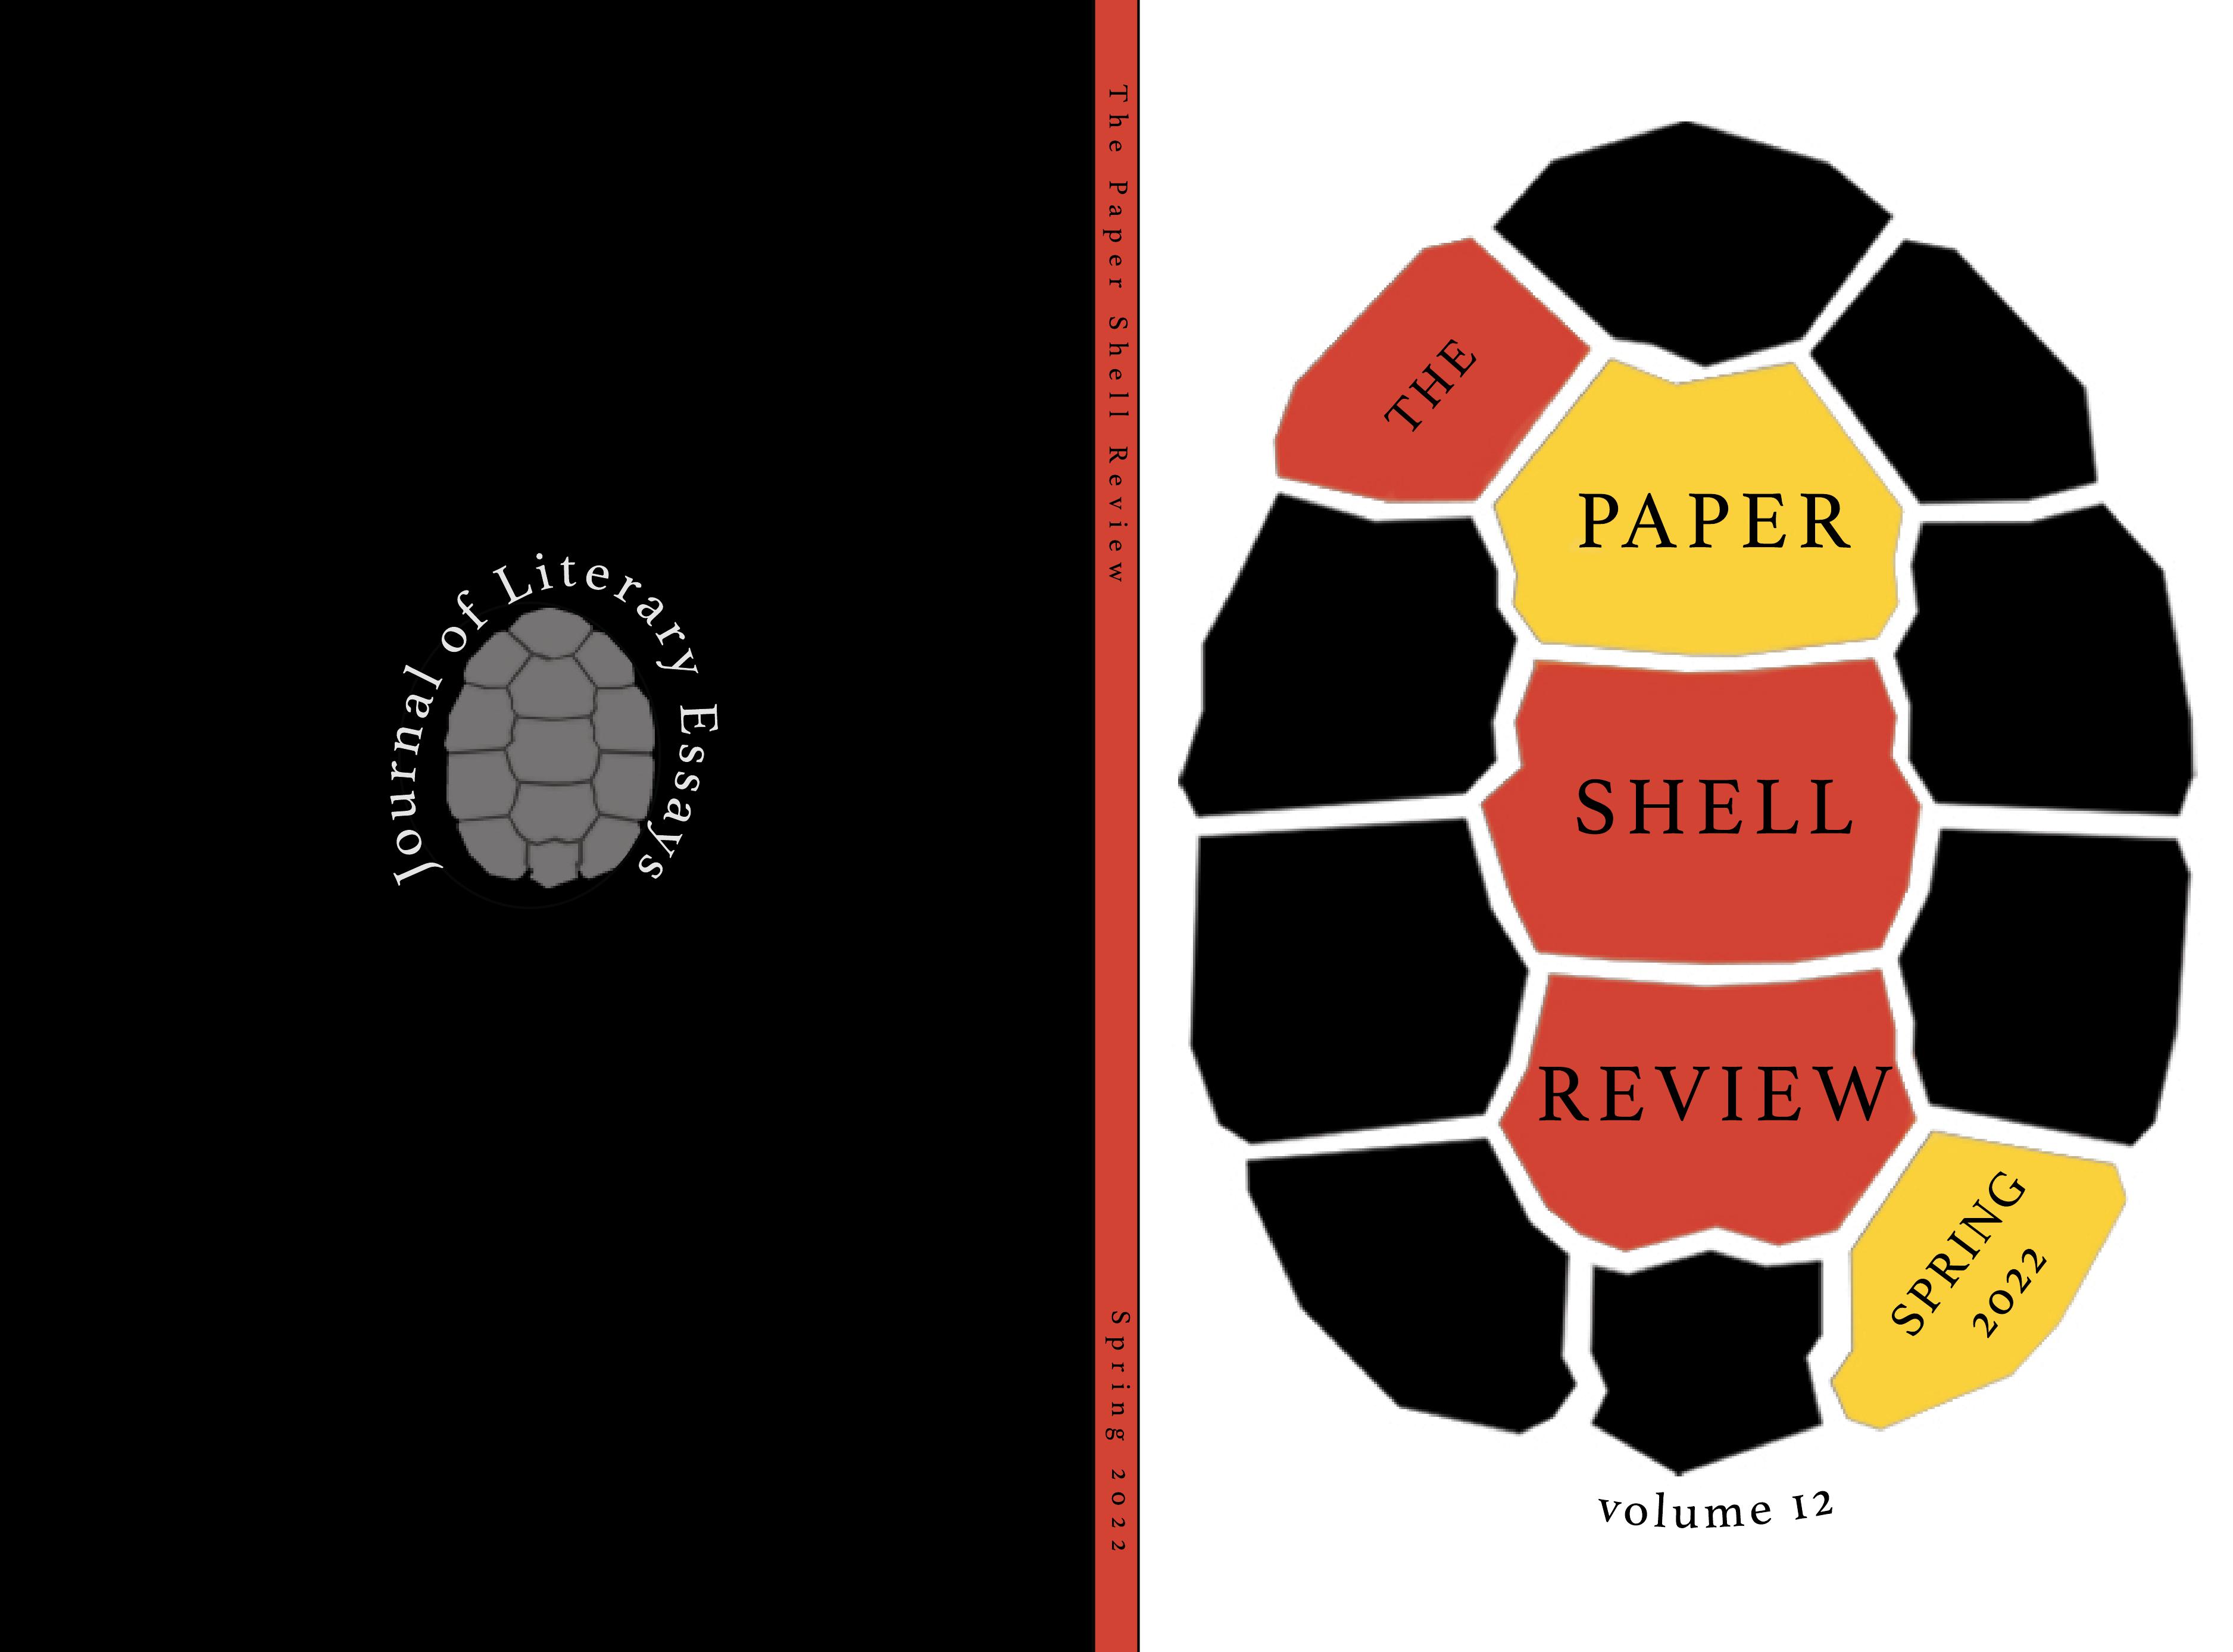 Journal of Literary Essays
The Paper Shell Review
Spring 2022
THE
PAPER
SHELL
REVIEW
SPRING
2022
volume 12